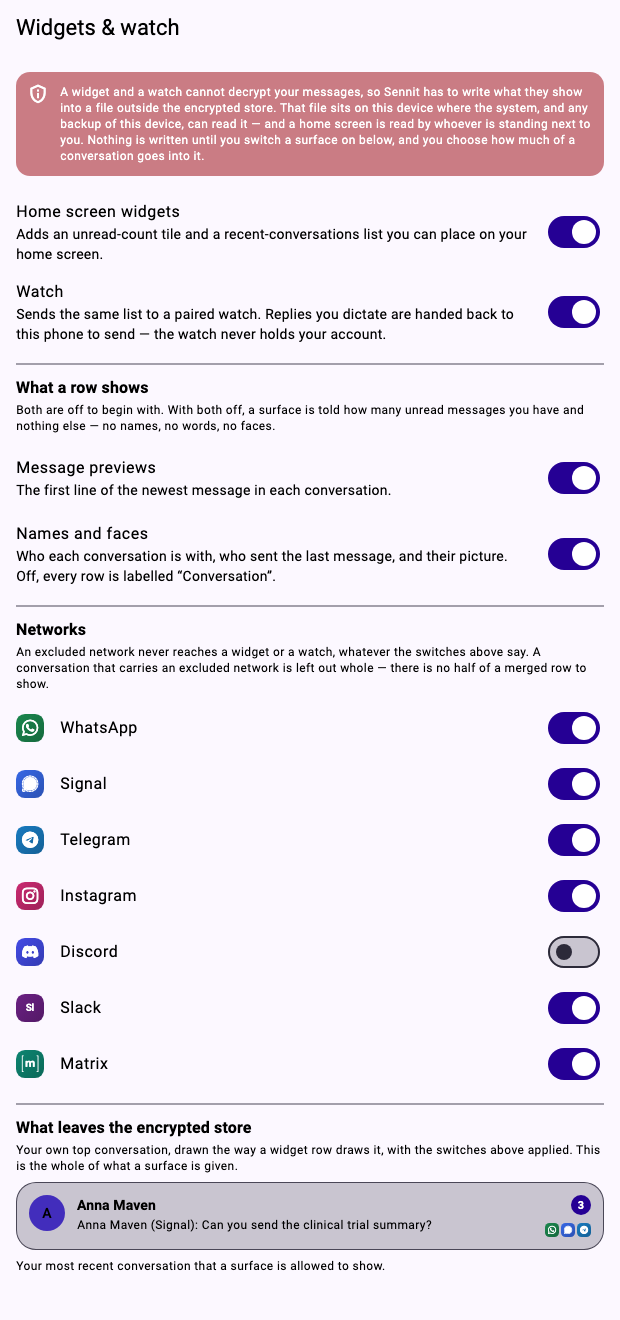 Widgets & watch
A widget and a watch cannot decrypt your messages, so Sennit has to write what they show
into a file outside the encrypted store. That file sits on this device where the system, and any
backup of this device, can read it — and a home screen is read by whoever is standing next to
you. Nothing is written until you switch a surface on below, and you choose how much of a
conversation goes into it.
Home screen widgets
Adds an unread-count tile and a recent-conversations list you can place on your
home screen.
Watch
Sends the same list to a paired watch. Replies you dictate are handed back to
this phone to send — the watch never holds your account.
What a row shows
Both are off to begin with. With both off, a surface is told how many unread messages you have and
nothing else — no names, no words, no faces.
Message previews
The first line of the newest message in each conversation.
Names and faces
Who each conversation is with, who sent the last message, and their picture.
Off, every row is labelled “Conversation”.
Networks
An excluded network never reaches a widget or a watch, whatever the switches above say. A
conversation that carries an excluded network is left out whole — there is no half of a merged row to
show.
WhatsApp
Signal
Telegram
Instagram
Discord
Sl Slack
[m] Matrix
What leaves the encrypted store
Your own top conversation, drawn the way a widget row draws it, with the switches above applied. This
is the whole of what a surface is given.
A
Anna Maven
3
Anna Maven (Signal): Can you send the clinical trial summary?
Your most recent conversation that a surface is allowed to show.